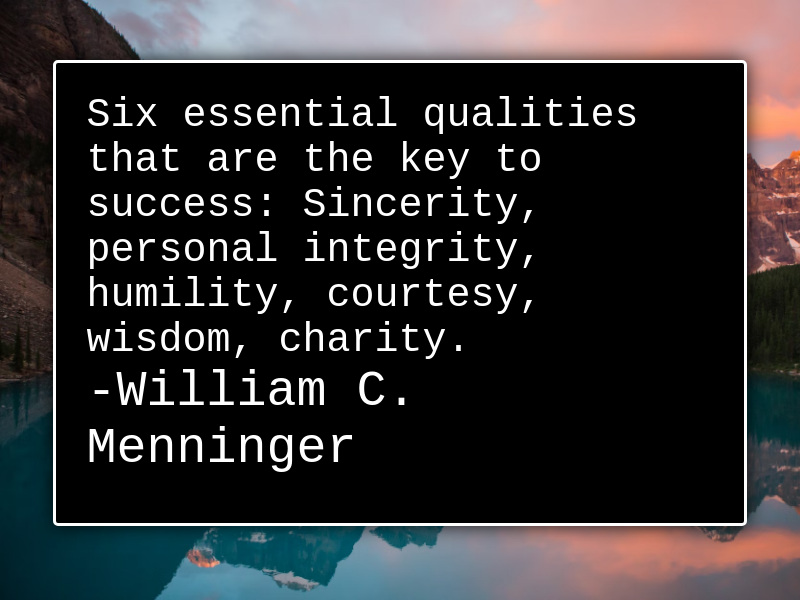 Six essential qualities
that are the key to
success: Sincerity,
personal integrity,
humility, courtesy,
wisdom, charity.
-William C.
Menninger